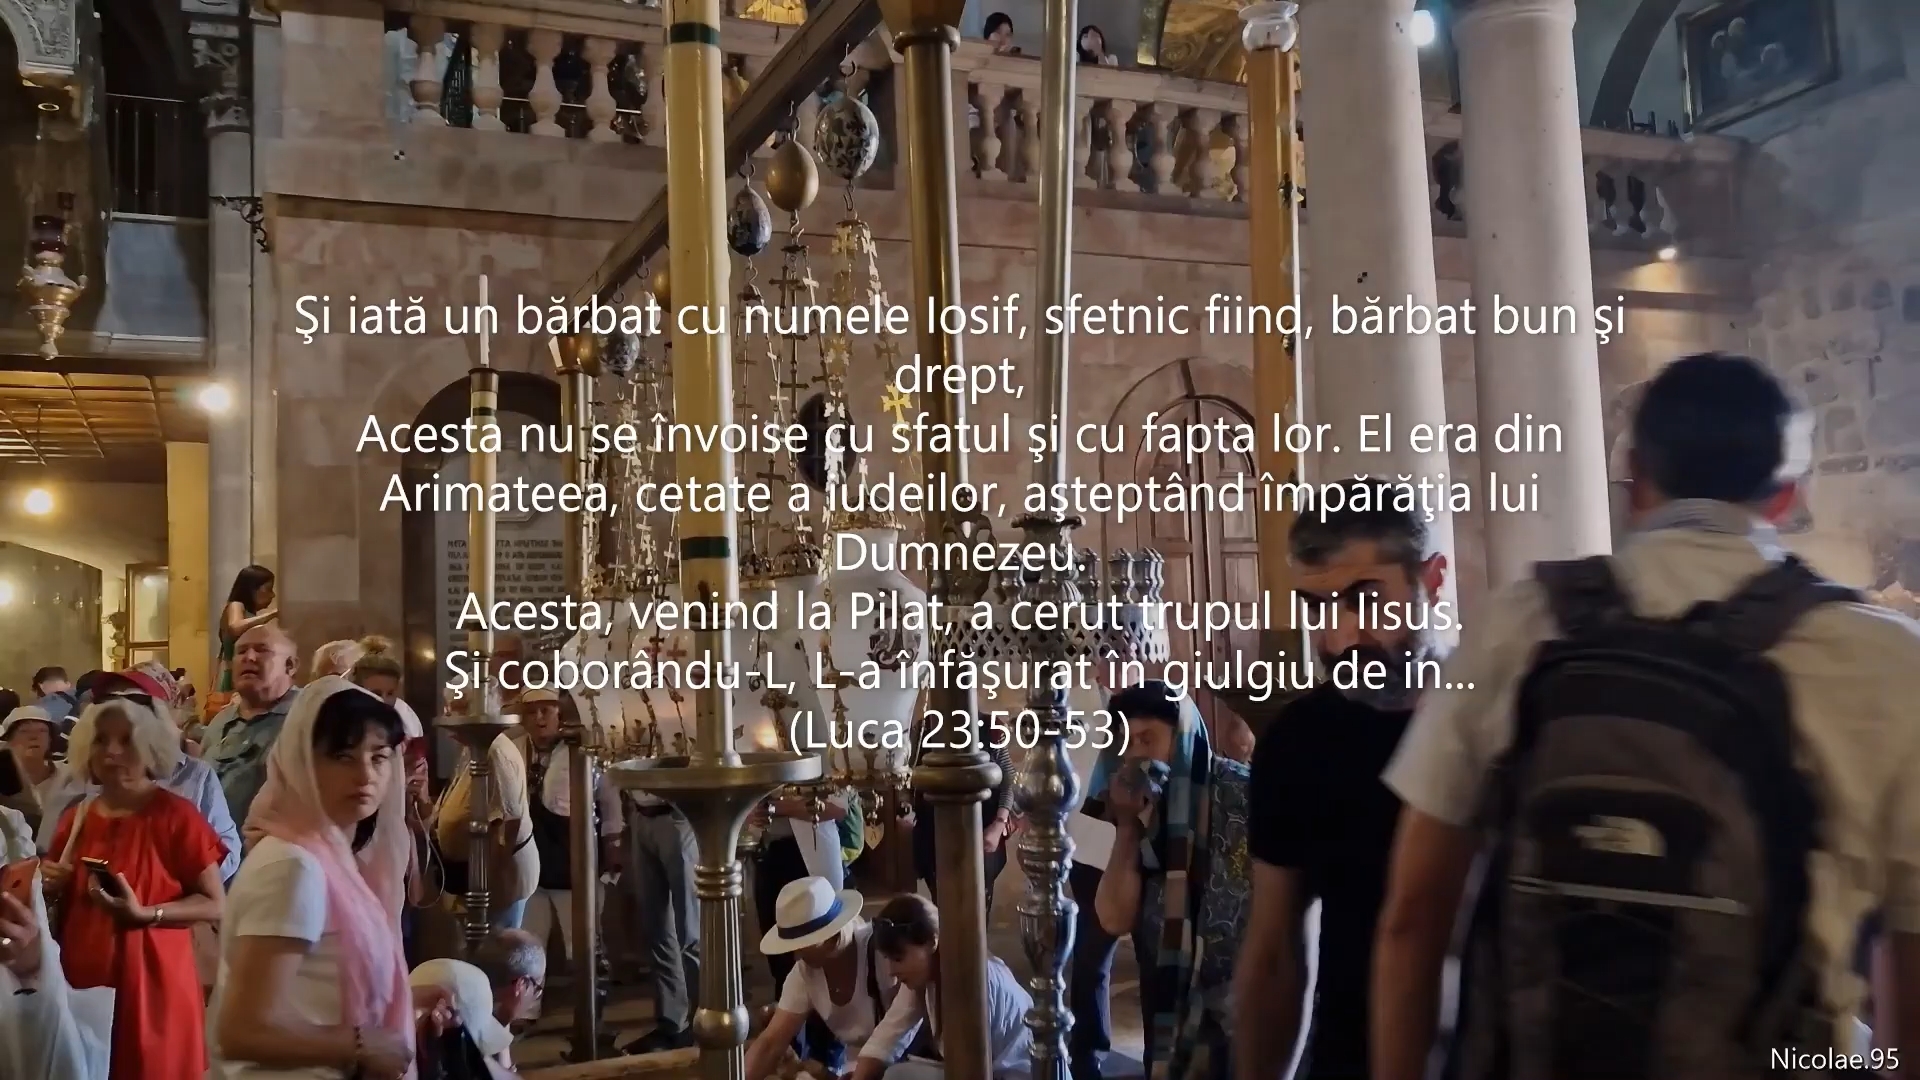 Şi iată un bărbat cu numele Iosif, sfetnic fiind, bărbat bun şi
drept,
Acesta nu se învoise cu sfatul şi cu fapta lor. El era din
Arimateea, cetate a iudeilor, aşteptând împărăţia lui
Dumnezeu.
Acesta, venind la Pilat, a cerut trupul lui Iisus.
Şi coborându-L, L-a înfăşurat în giulgiu de in...
(Luca 23:50-53)
Nicolae.95